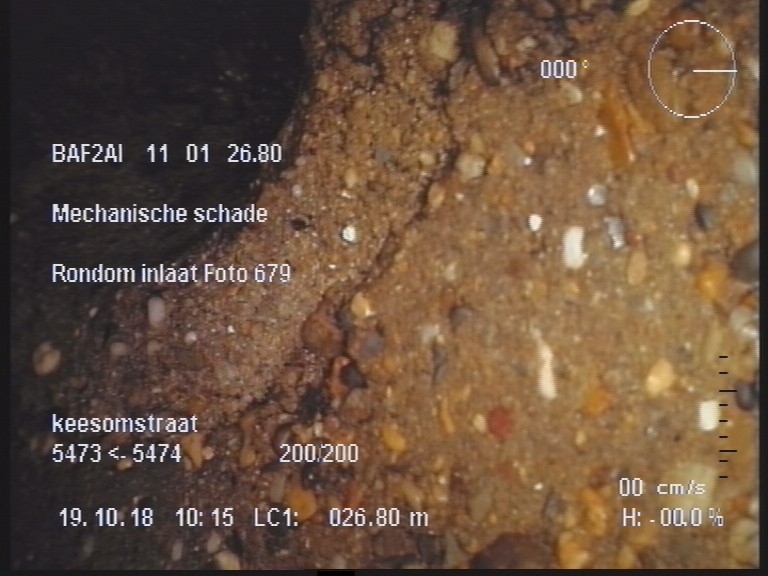 000°
BAF2AI 11 01 26.80
Mechanische schade
Rondom inlaat Foto 679
keesomstraat
5473 <- 5474 200/200
00 cm/s
19.10.18 10:15 LC1: 026.80 m H: -00.0 %